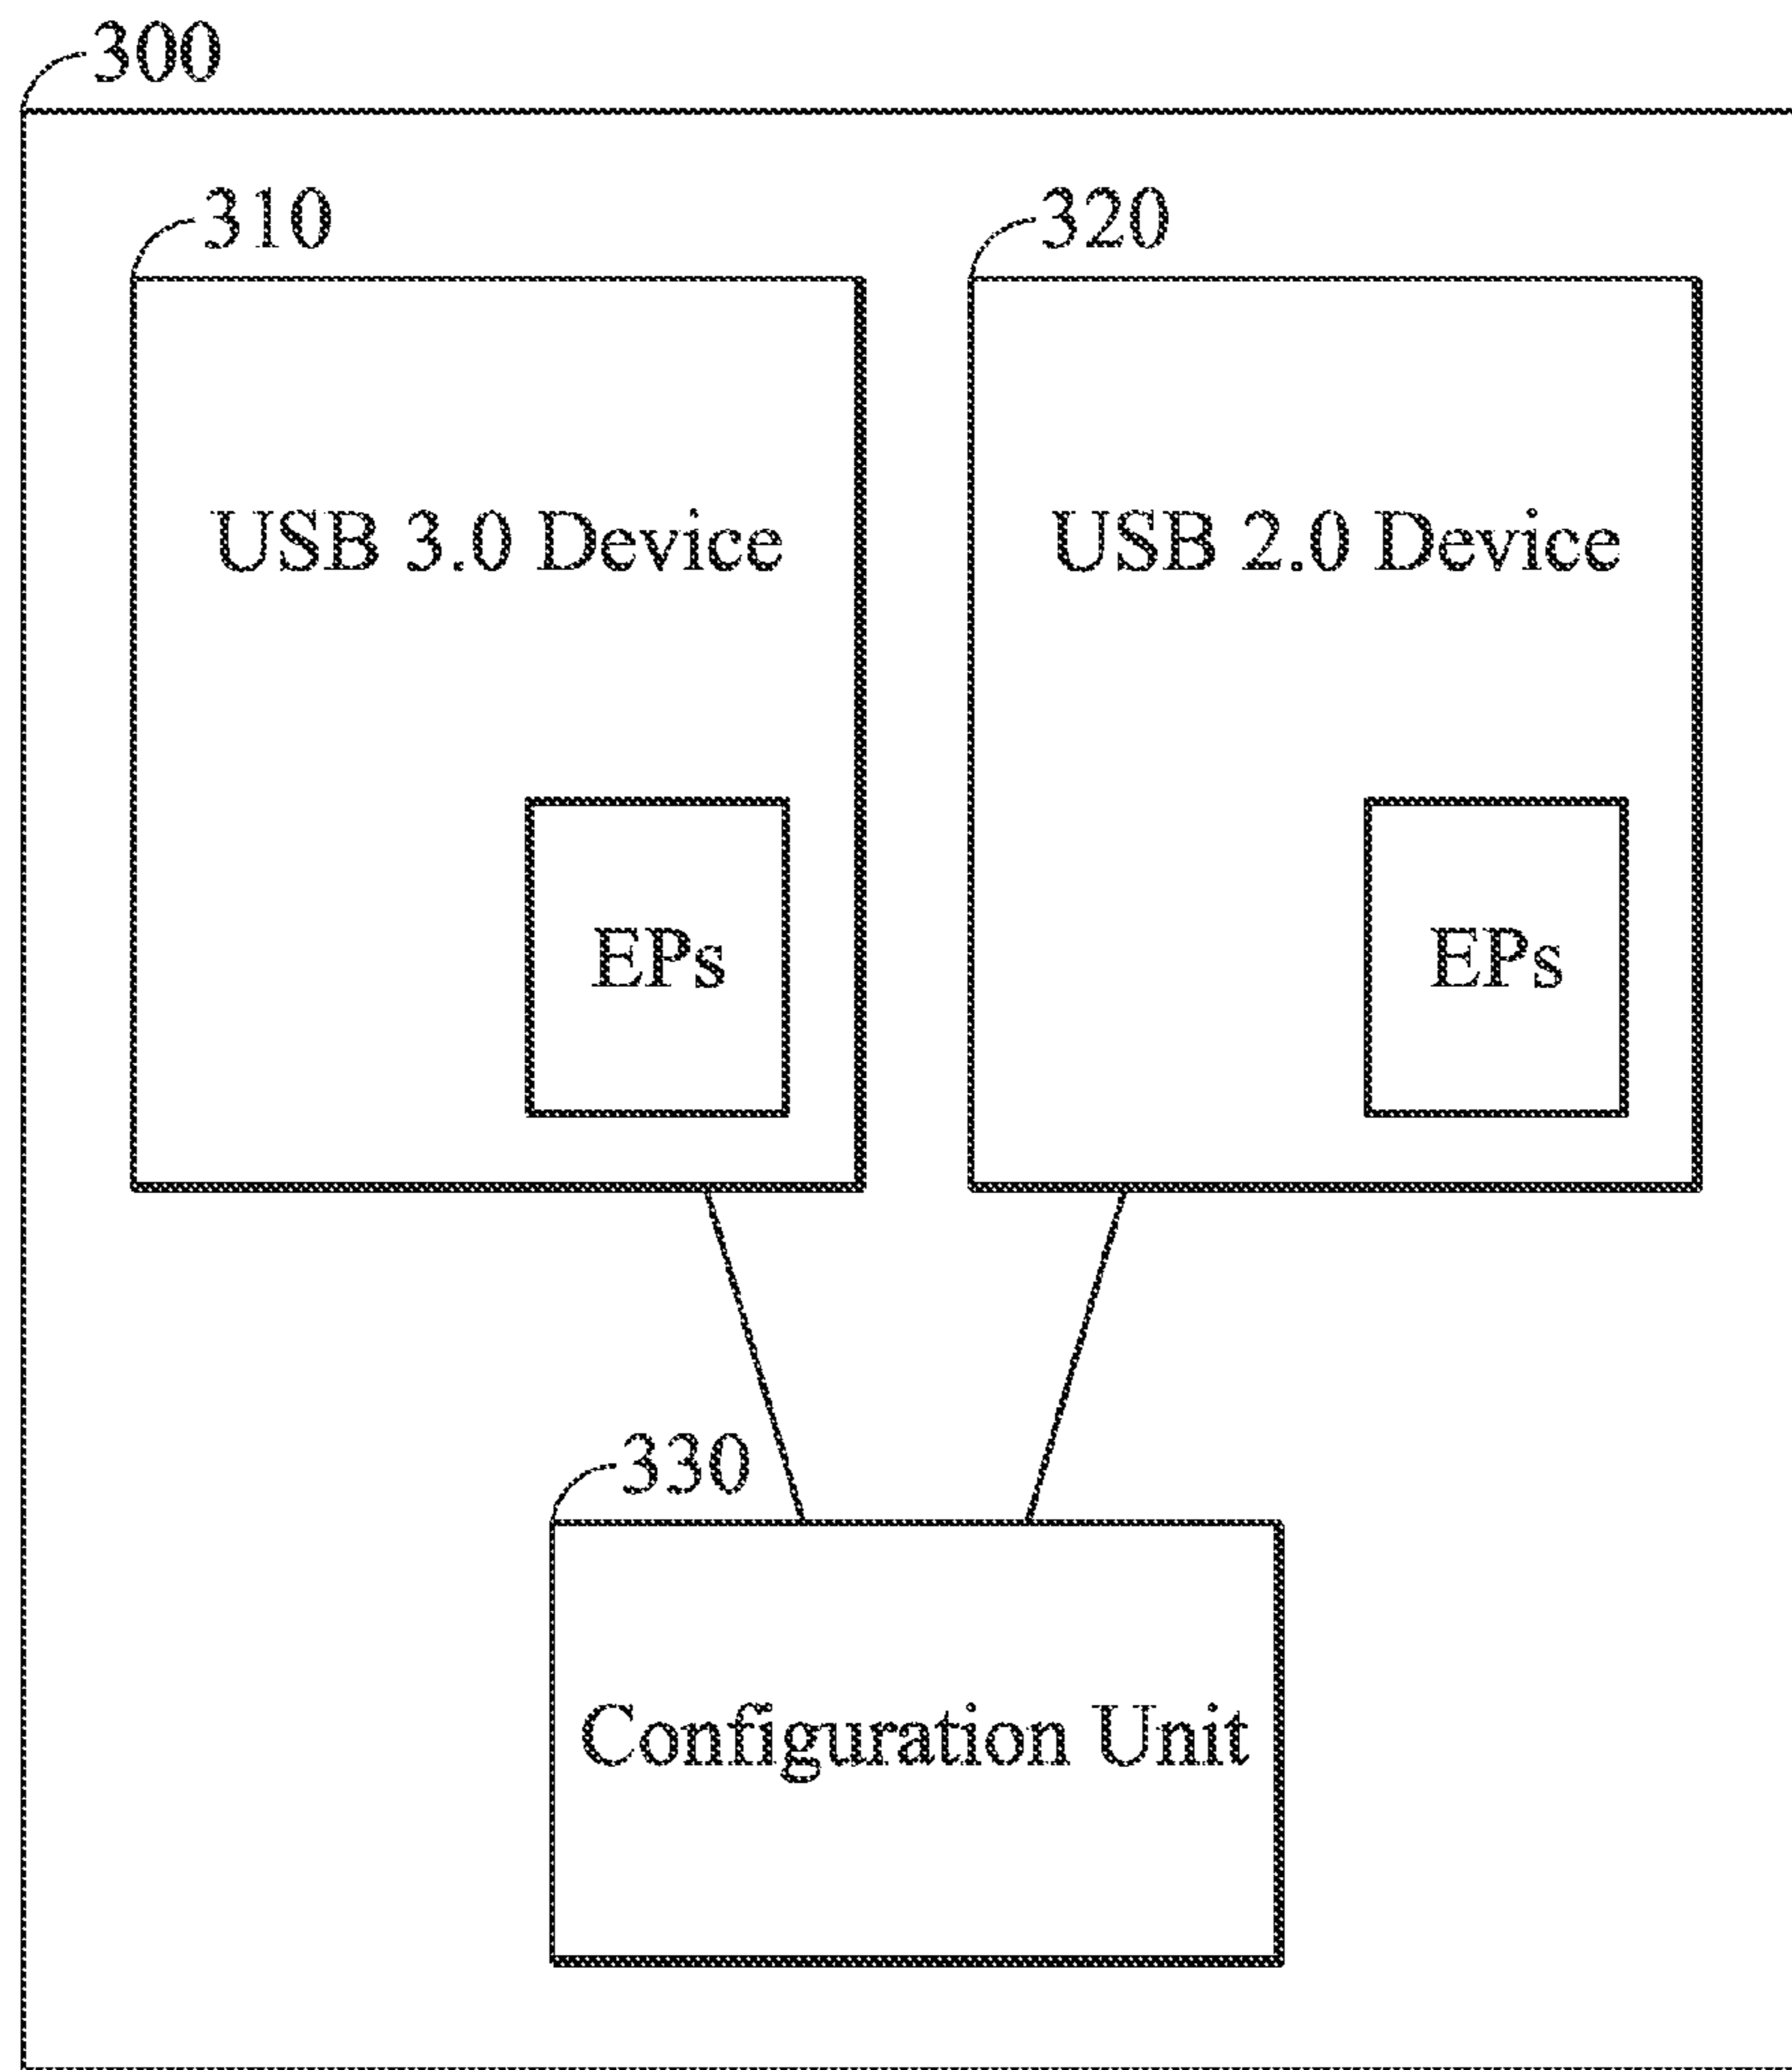 300
310
320
USB 3.0 Device
USB 2.0 Device
EPs
EPs
330
Configuration Unit